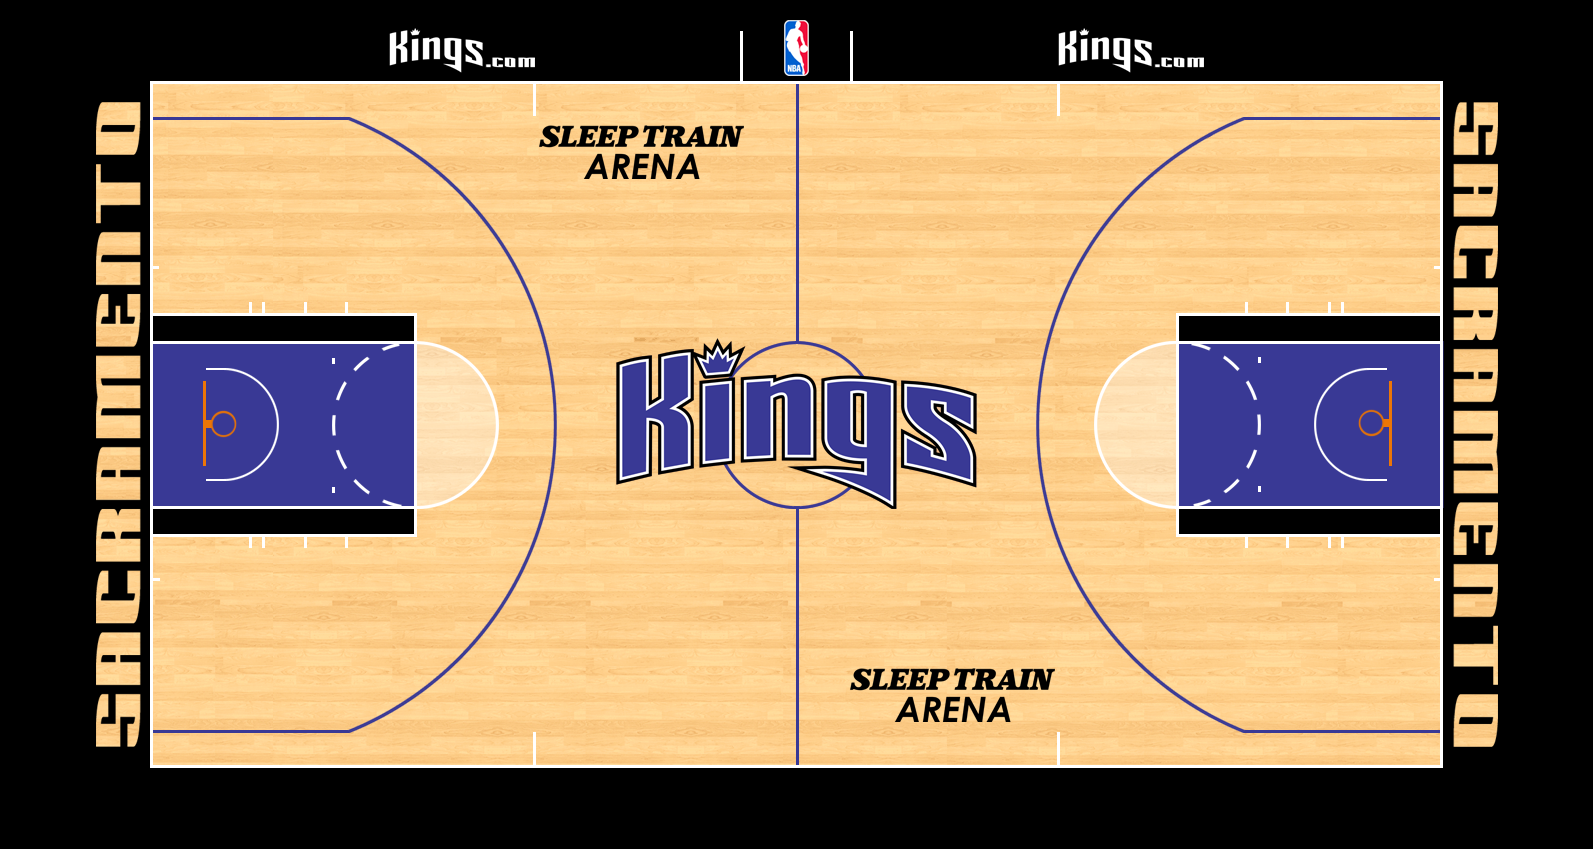 Kings.com
NBA
Kings.com
SLEEP TRAIN
ARENA
SACRAMENTO
Kings
SACRAMENTO
SLEEP TRAIN
ARENA